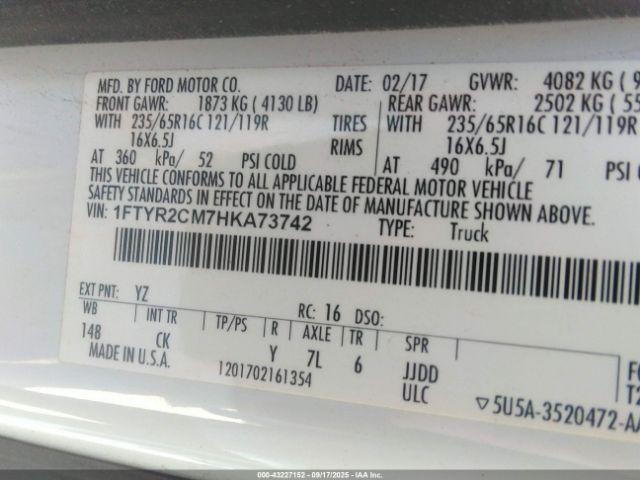 MFD. BY FORD MOTOR CO. DATE: 02/17 GVWR: 4082 KG ( 9
FRONT GAWR: 1873 KG ( 4130 LB) REAR GAWR: 2502 KG ( 55
WITH 235/65R16C 121/119R TIRES WITH 235/65R16C 121/119R
16X6.5J RIMS 16X6.5J
AT 360 kPa/ 52 PSI COLD AT 490 kPa/ 71 PSI C
THIS VEHICLE CONFORMS TO ALL APPLICABLE FEDERAL MOTOR VEHICLE
SAFETY STANDARDS IN EFFECT ON THE DATE OF MANUFACTURE SHOWN ABOVE.
VIN: 1FTYR2CM7HKA73742 TYPE: Truck
EXT PNT: YZ RC: 16 DSO:
WB INT TR TP/PS R AXLE TR SPR
148 CK Y 7L 6 JJDD
MADE IN U.S.A. 1201702161354 ULC
▽5U5A-3520472-AA
000-43227152 - 09/17/2025 - IAA